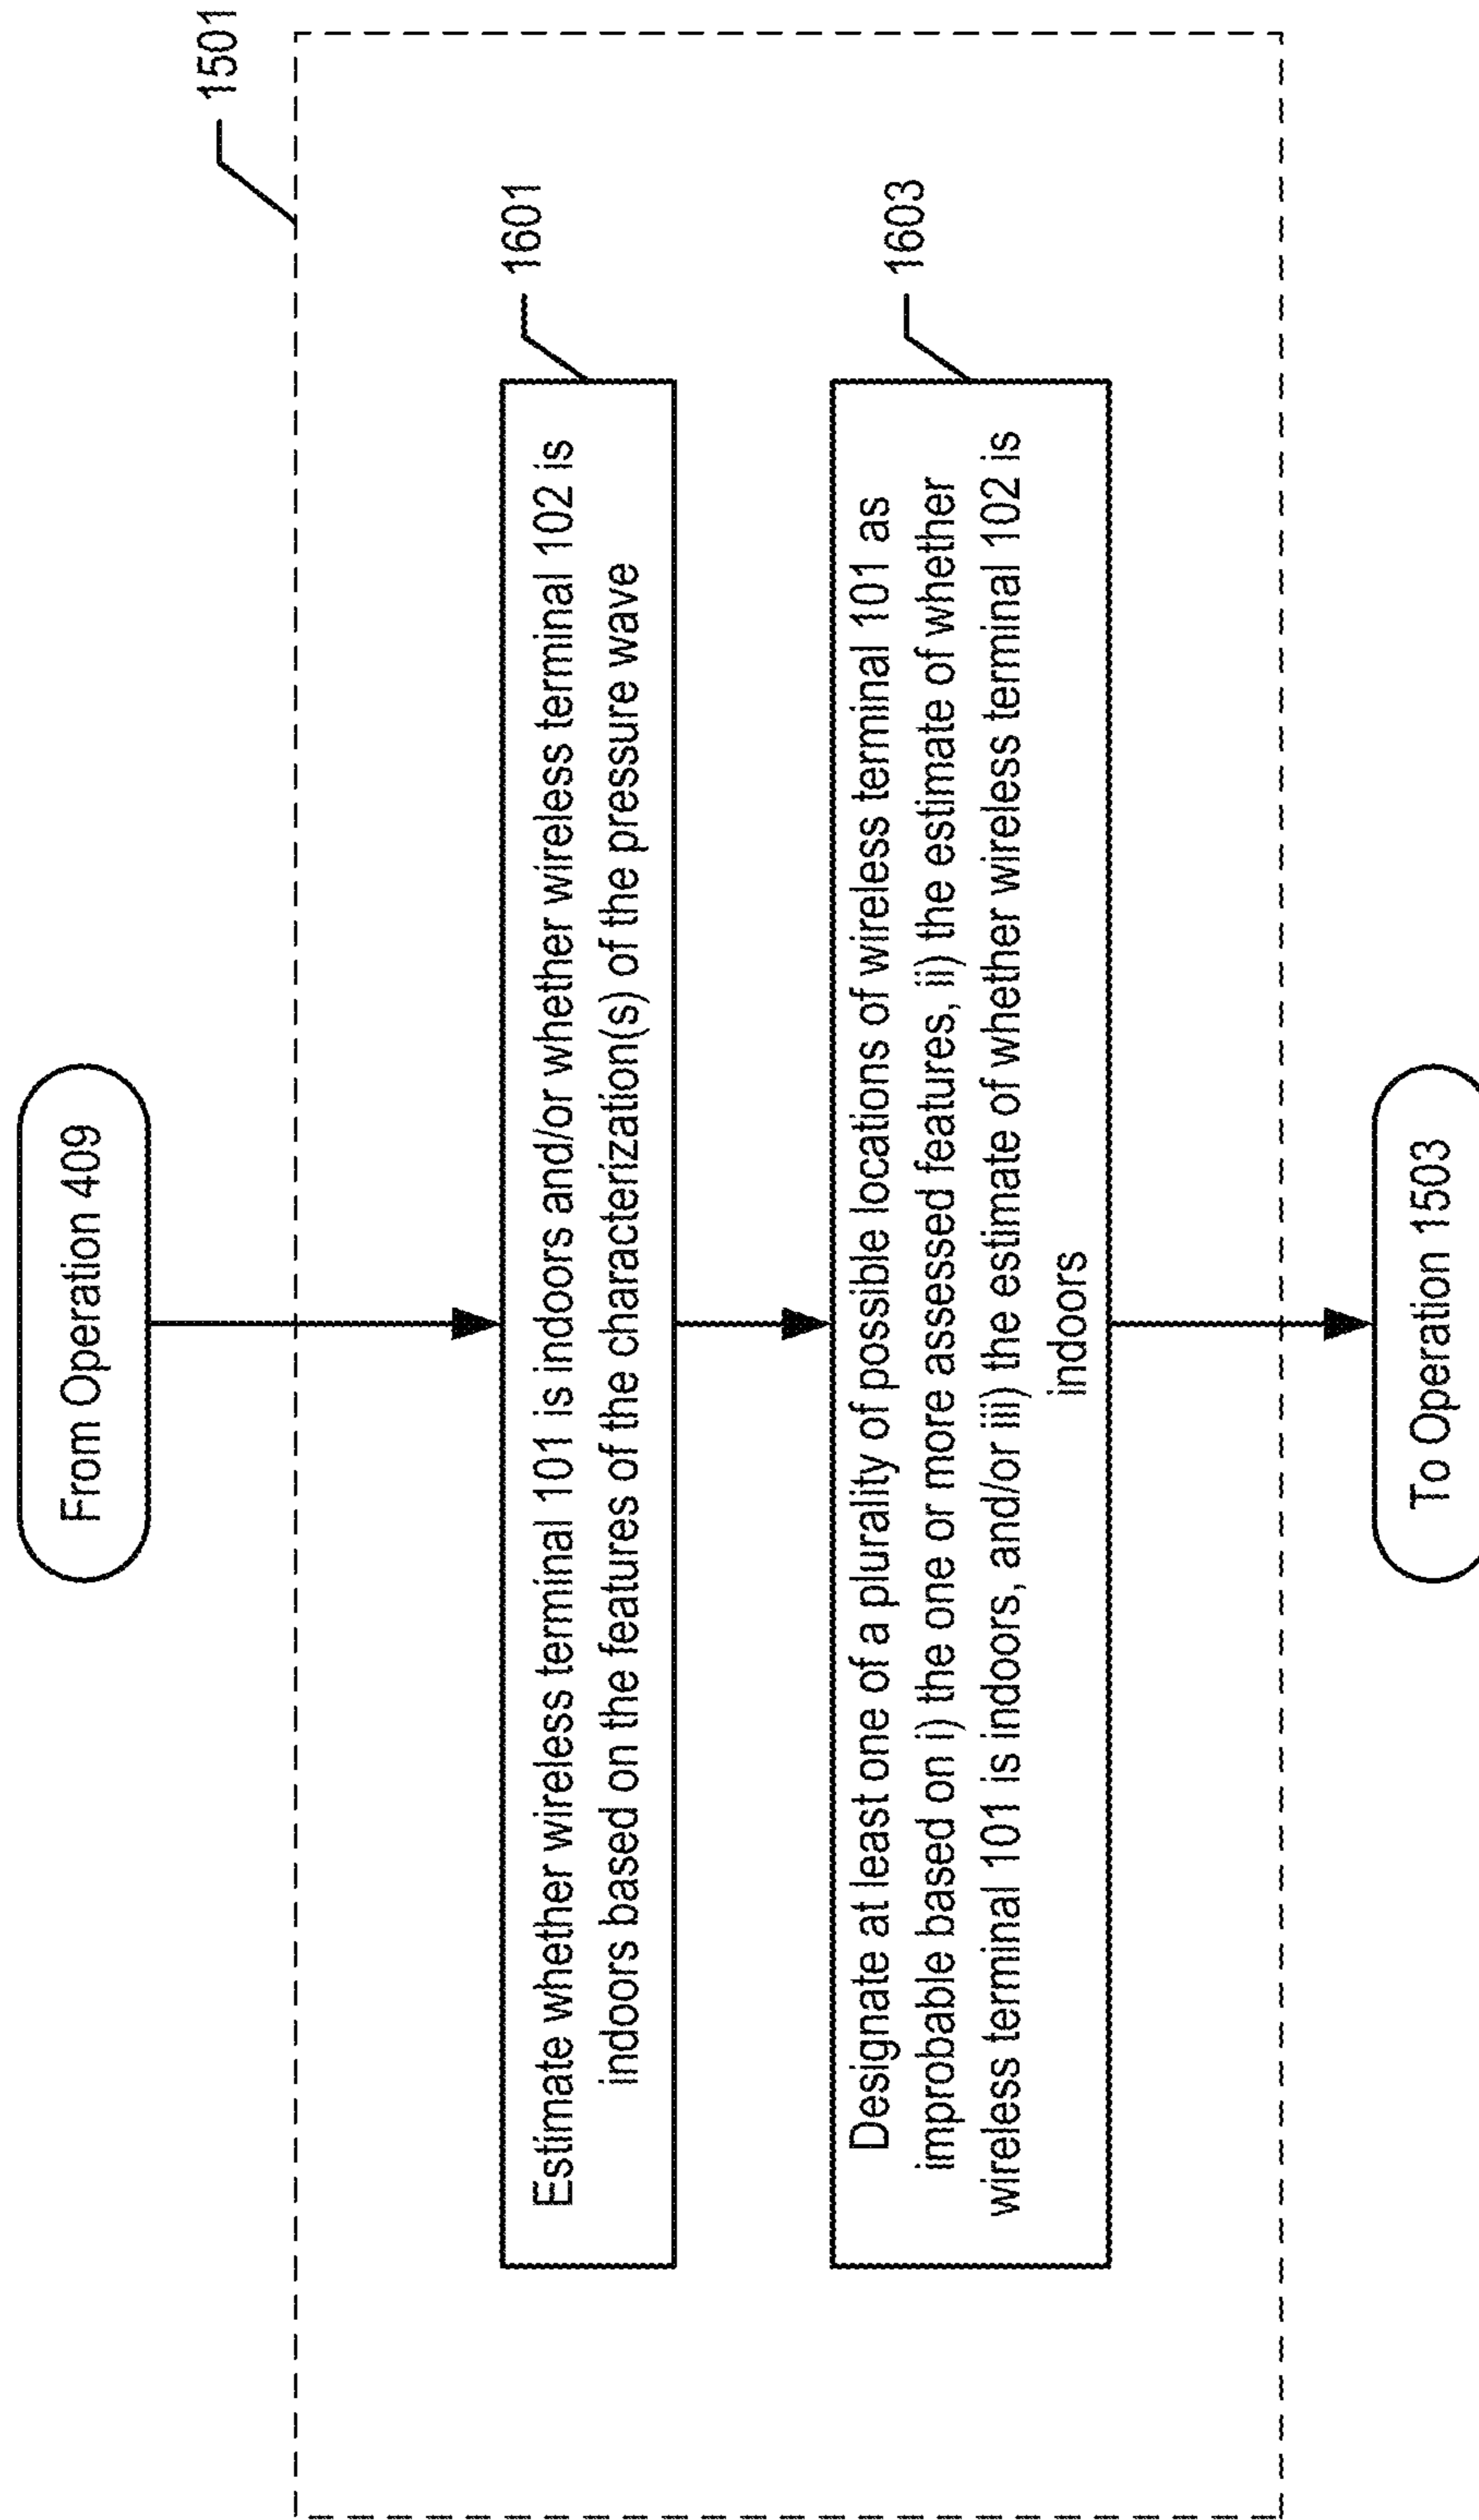 From Operation 409
1501
1601
Estimate whether wireless terminal 101 is indoors and/or whether wireless terminal 102 is
indoors based on the features of the characterization(s) of the pressure wave
1603
Designate at least one of a plurality of possible locations of wireless terminal 101 as
improbable based on i) the one or more assessed features, ii) the estimate of whether
wireless terminal 101 is indoors, and/or iii) the estimate of whether wireless terminal 102 is
indoors
To Operation 1503